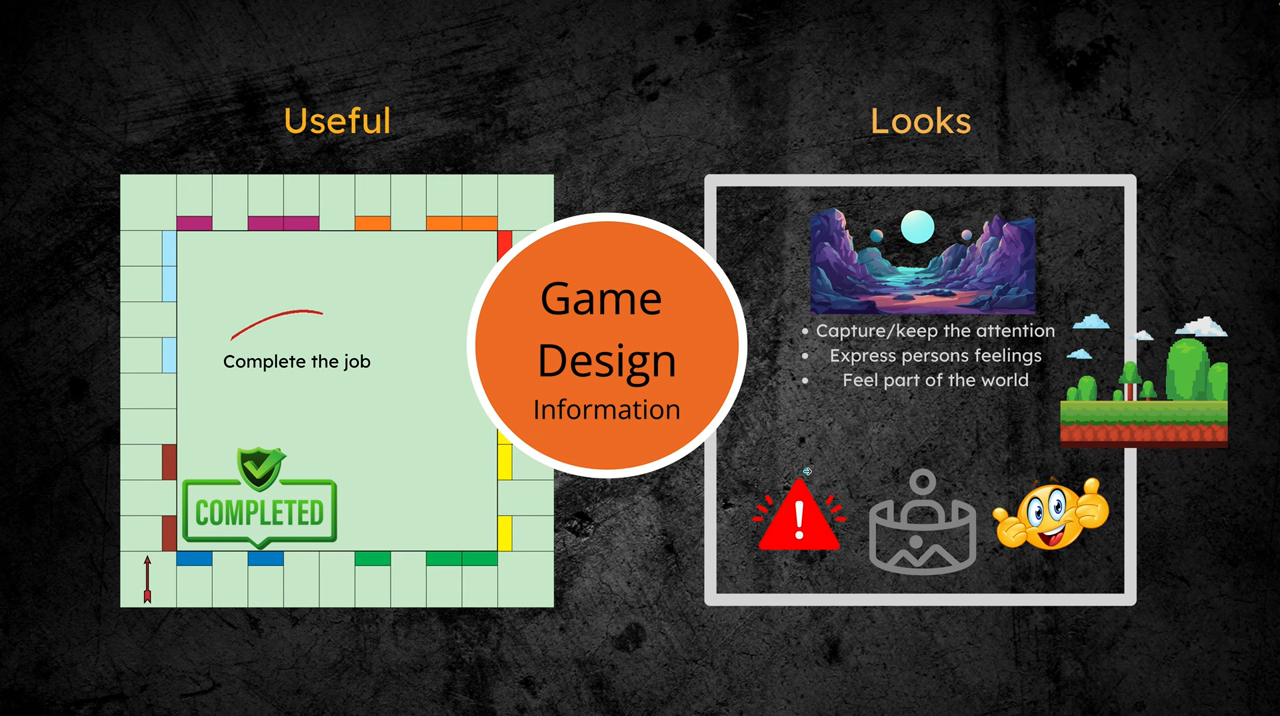 Useful
Looks
Complete the job
COMPLETED
Game
Design
Information
• Capture/keep the attention
• Express persons feelings
• Feel part of the world
!